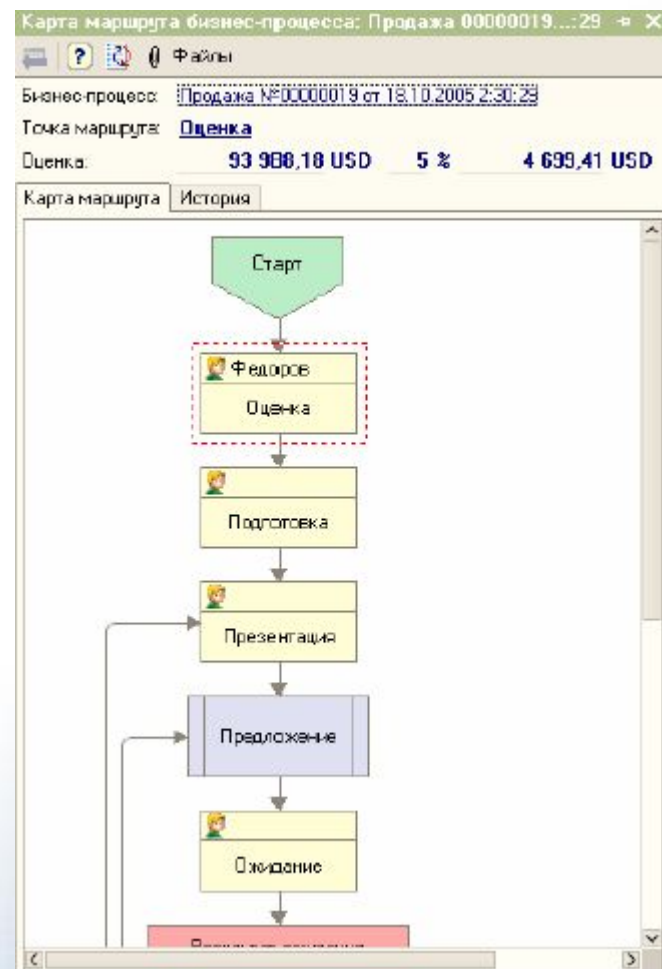 Карта маршрута бизнес-процесса: Продажа 00000019...:29
Файлы
Бизнес-процесс: Продажа №00000019 от 18.10.2005 2:30:29
Точка маршрута: Оценка
Оценка: 93 988,18 USD 5 % 4 699,41 USD
Карта маршрута История
Старт
Федоров
Оценка
Подготовка
Презентация
Предложение
Ожидание